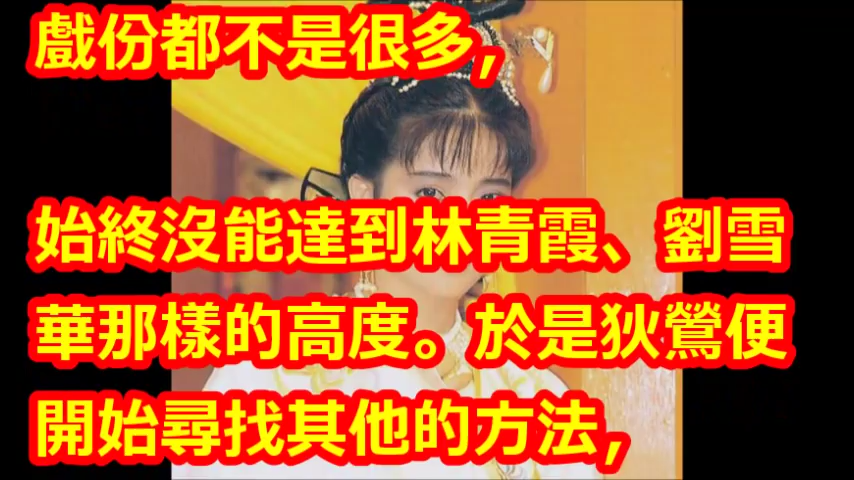 戲份都不是很多,
始終沒能達到林青霞、劉雪
華那樣的高度。於是狄鶯便
開始尋找其他的方法,